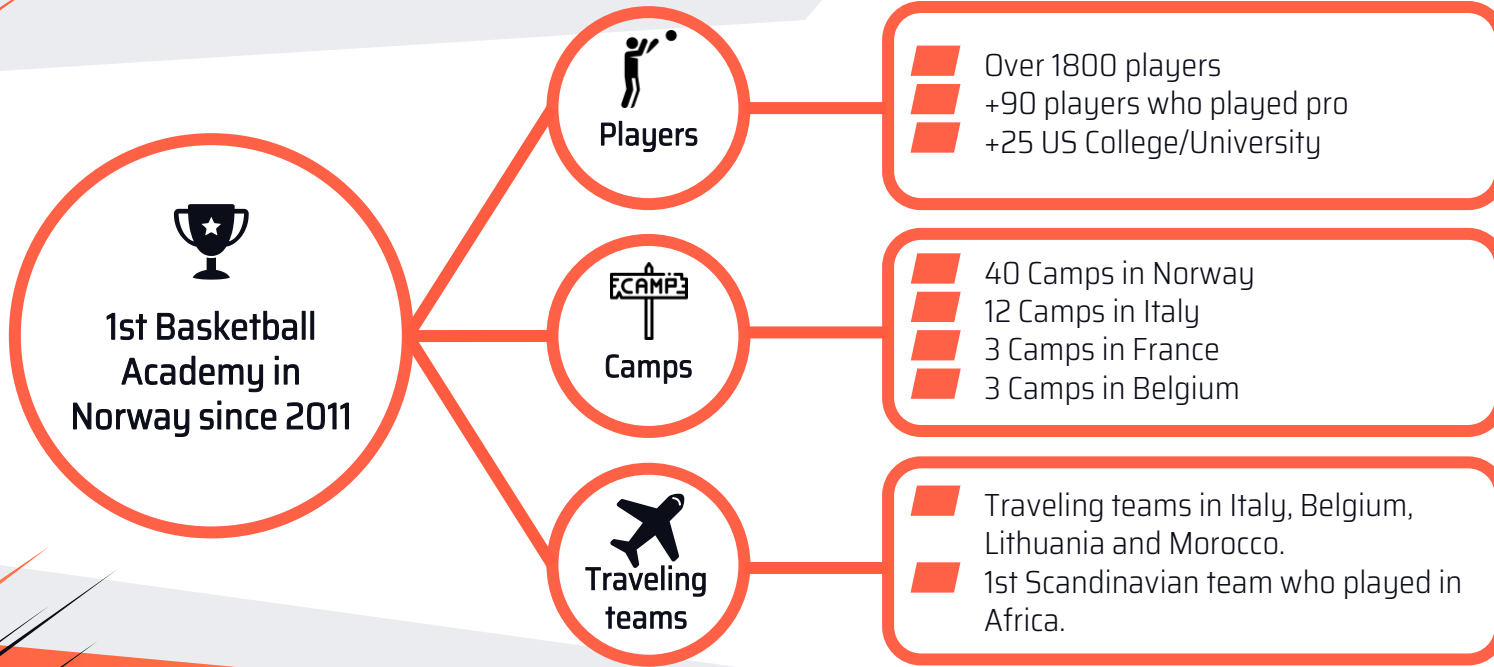 1st Basketball
Academy in
Norway since 2011
Players
Over 1800 players
+90 players who played pro
+25 US College/University
CAMP
Camps
40 Camps in Norway
12 Camps in Italy
3 Camps in France
3 Camps in Belgium
Traveling
teams
Traveling teams in Italy, Belgium,
Lithuania and Morocco.
1st Scandinavian team who played in
Africa.